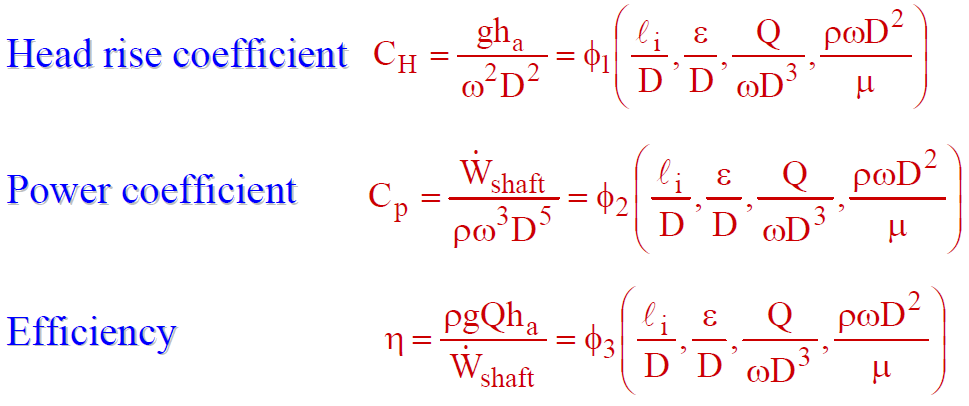 Head rise coefficient C_H = gh_a / ω²D² = ϕ₁(ℓ_i/D, ε/D, Q/ωD³, ρωD²/μ)
Power coefficient C_p = Ẇ_shaft / ρω³D⁵ = ϕ₂(ℓ_i/D, ε/D, Q/ωD³, ρωD²/μ)
Efficiency η = ρgQh_a / Ẇ_shaft = ϕ₃(ℓ_i/D, ε/D, Q/ωD³, ρωD²/μ)